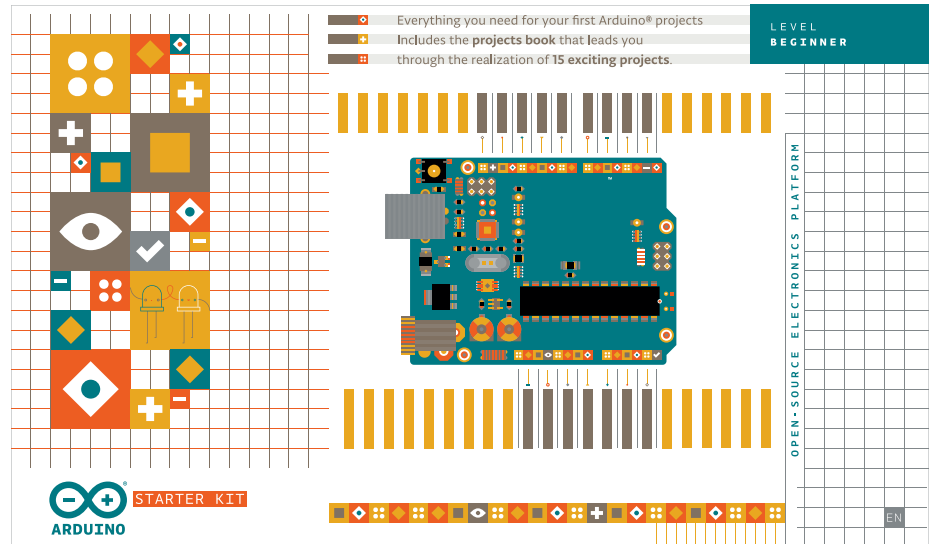 Everything you need for your first Arduino® projects
Includes the projects book that leads you
through the realization of 15 exciting projects.
LEVEL
BEGINNER
OPEN-SOURCE ELECTRONICS PLATFORM
®
STARTER KIT
ARDUINO
EN